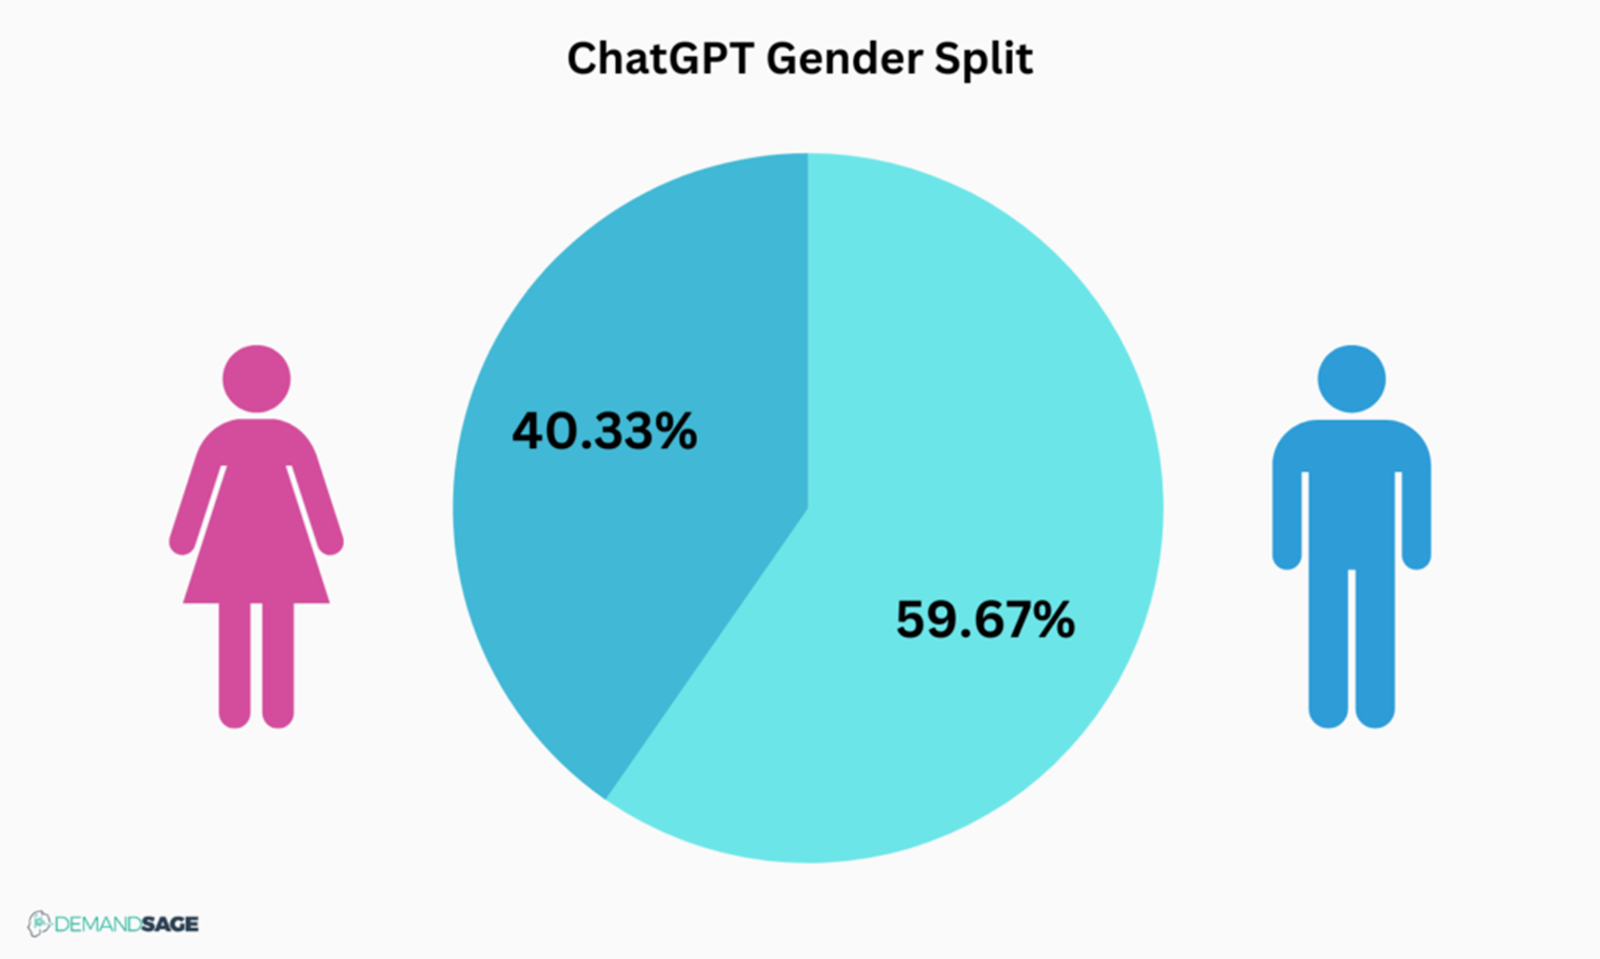 ChatGPT Gender Split
40.33%
59.67%
DEMANDSAGE